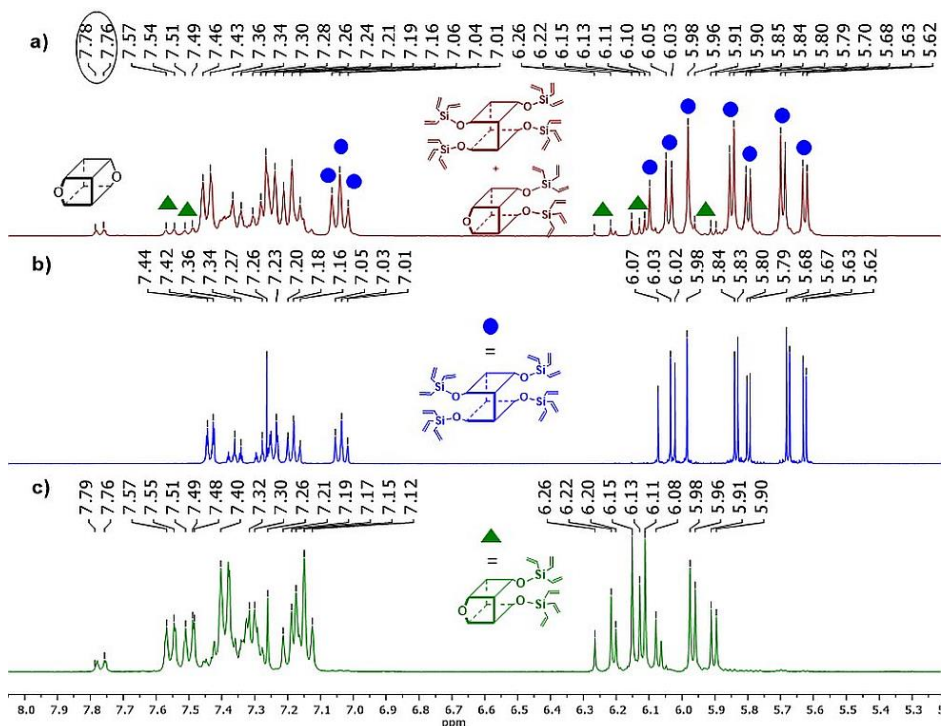 a) 7.78 7.76 7.57 7.54 7.51 7.49 7.46 7.43 7.36 7.34 7.30 7.28 7.26 7.24 7.21 7.19 7.16 7.06 7.04 7.01 6.26 6.22 6.15 6.13 6.11 6.10 6.05 6.03 5.98 5.96 5.91 5.90 5.85 5.84 5.80 5.79 5.70 5.68 5.63 5.62
O O
O-Si
Si-O O-Si
Si-O
+
O-Si
O O-Si
b) 7.44 7.42 7.36 7.34 7.27 7.26 7.23 7.20 7.18 7.16 7.05 7.03 7.01 6.07 6.03 6.02 5.98 5.84 5.83 5.80 5.79 5.68 5.67 5.63 5.62
=
O-Si
Si-O O-Si
Si-O
c) 7.79 7.76 7.57 7.55 7.51 7.49 7.48 7.40 7.32 7.30 7.26 7.21 7.19 7.17 7.15 7.12 6.26 6.22 6.20 6.15 6.13 6.11 6.08 5.98 5.96 5.91 5.90
=
O-Si
O O-Si
8.0 7.9 7.8 7.7 7.6 7.5 7.4 7.3 7.2 7.1 7.0 6.9 6.8 6.7 6.6 6.5 6.4 6.3 6.2 6.1 6.0 5.9 5.8 5.7 5.6 5.5 5.4 5.3
ppm